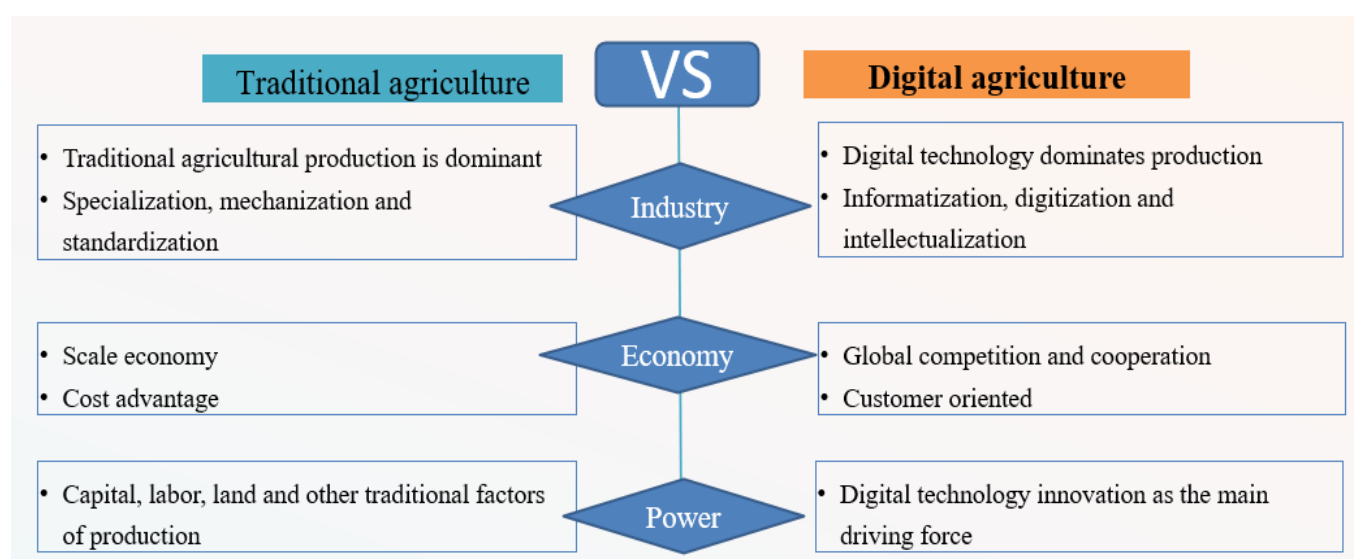 Traditional agriculture
VS
Digital agriculture
• Traditional agricultural production is dominant
• Specialization, mechanization and
standardization
Industry
• Digital technology dominates production
• Informatization, digitization and
intellectualization
• Scale economy
• Cost advantage
Economy
• Global competition and cooperation
• Customer oriented
• Capital, labor, land and other traditional factors
of production
Power
• Digital technology innovation as the main
driving force